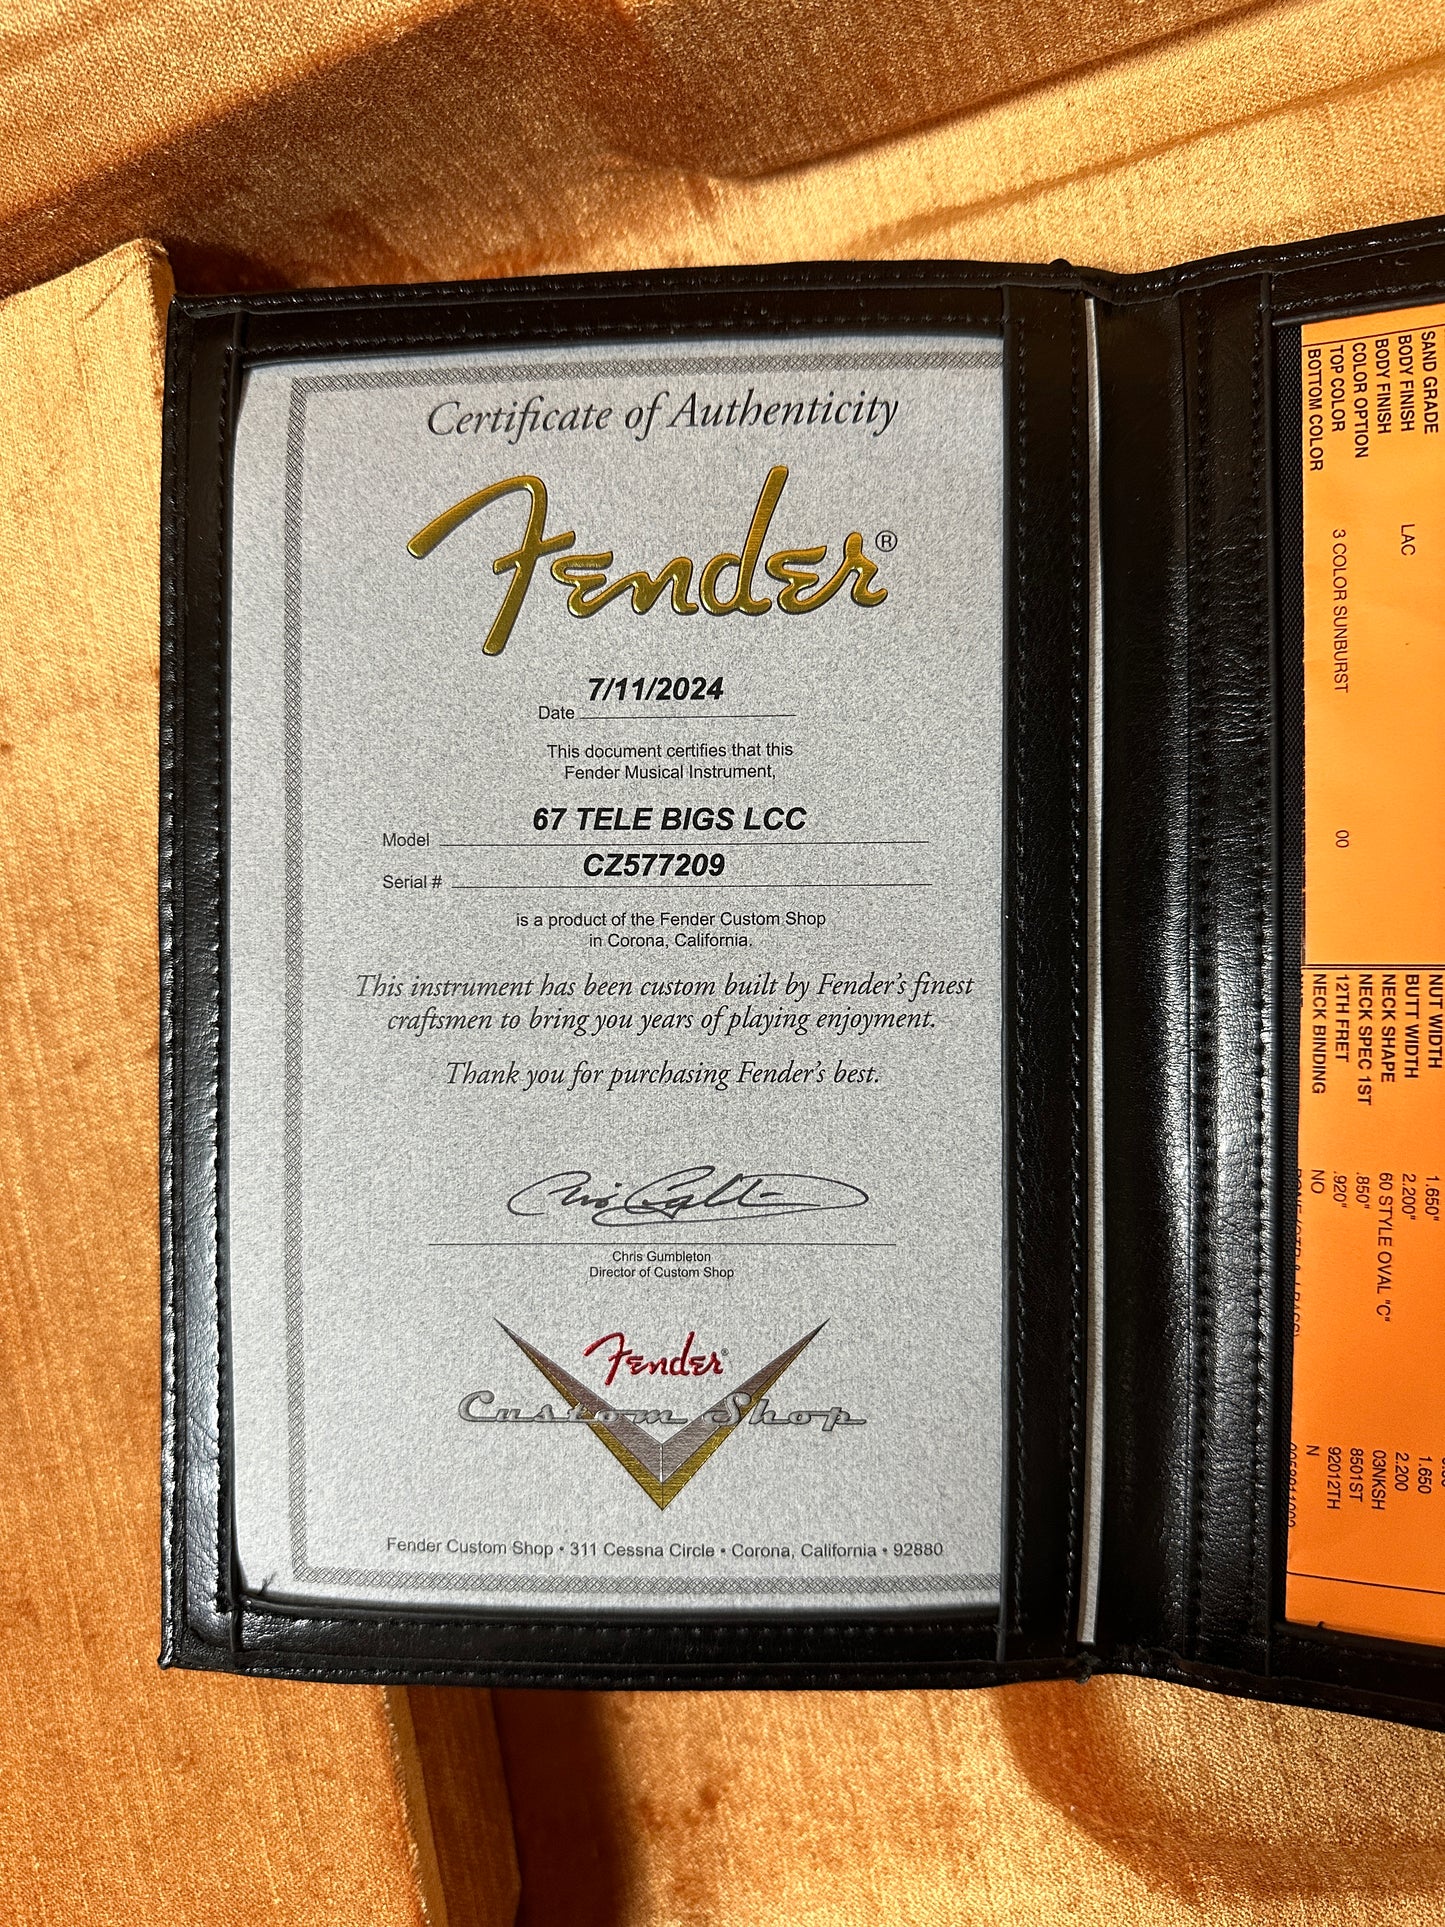 Certificate of Authenticity
Fender®
7/11/2024
Date
This document certifies that this
Fender Musical Instrument,
67 TELE BIGS LCC
Model
CZ577209
Serial #
is a product of the Fender Custom Shop
in Corona, California.
This instrument has been custom built by Fender's finest
craftsmen to bring you years of playing enjoyment.
Thank you for purchasing Fender's best.
Chris Gumbleton
Director of Custom Shop
Fender®
Custom Shop
Fender Custom Shop • 311 Cessna Circle • Corona, California • 92880
SAND GRADE
BODY FINISH LAC
BODY FINISH
COLOR OPTION
TOP COLOR 3 COLOR SUNBURST 00
BOTTOM COLOR
NUT WIDTH 1.650" 1.650
BUTT WIDTH 2.200" 2.200
NECK SHAPE 60 STYLE OVAL "C" 03NKSH
NECK SPEC 1ST .850" 8501ST
12TH FRET .920" 92012TH
NECK BINDING NO N